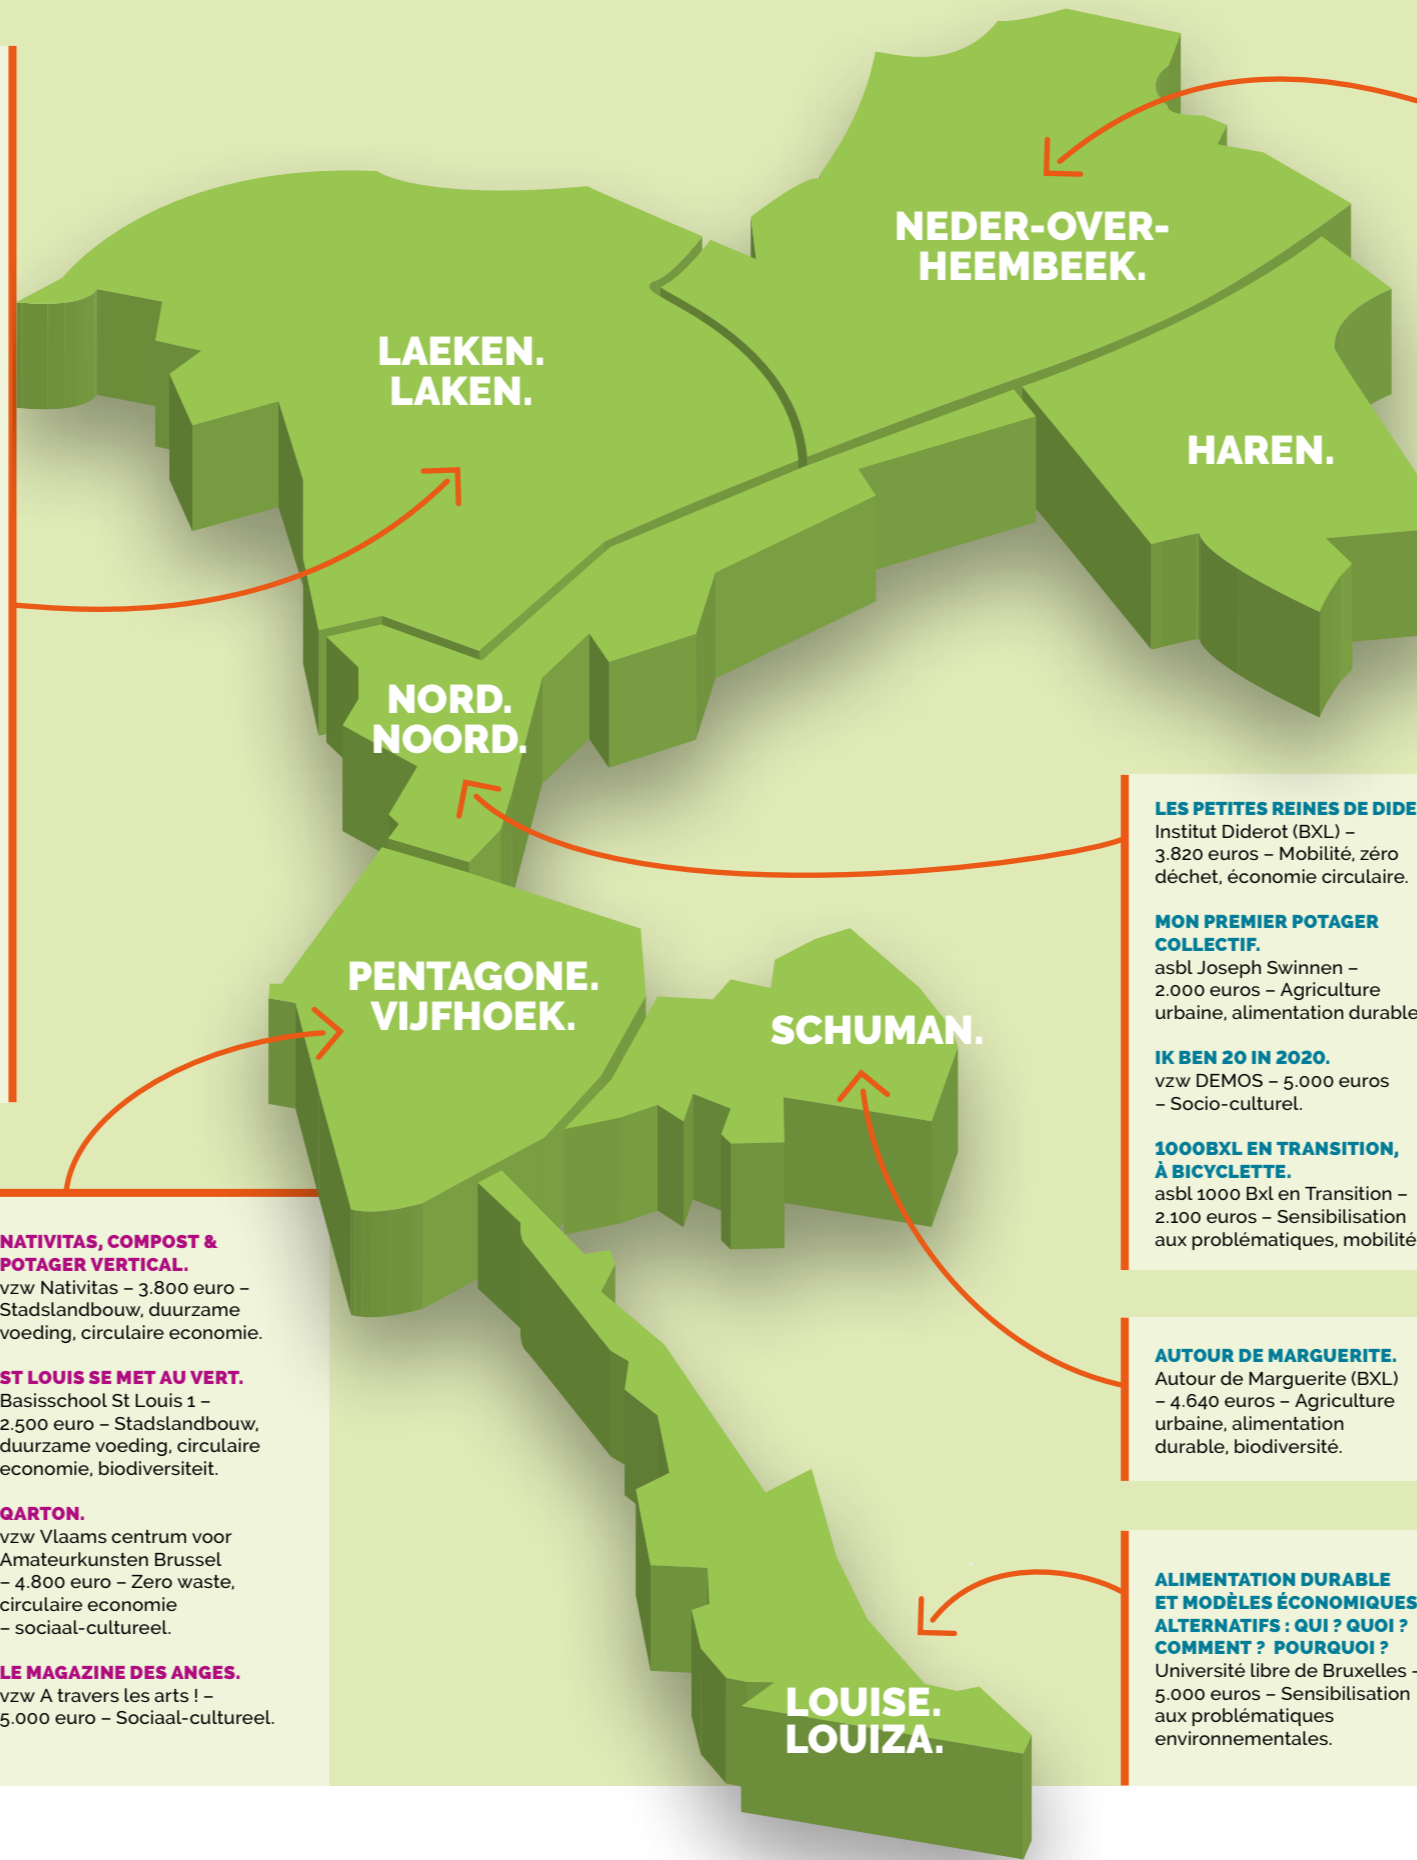 NEDER-OVER-
HEEMBEEK.
LAEKEN.
LAKEN.
HAREN.
NORD.
NOORD.
PENTAGONE.
VIJFHOEK.
SCHUMAN.
LOUISE.
LOUIZA.
NATIVITAS, COMPOST &
POTAGER VERTICAL.
vzw Nativitas – 3.800 euro –
Stadslandbouw, duurzame
voeding, circulaire economie.
ST LOUIS SE MET AU VERT.
Basisschool St Louis 1 –
2.500 euro – Stadslandbouw,
duurzame voeding, circulaire
economie, biodiversiteit.
QARTON.
vzw Vlaams centrum voor
Amateurkunsten Brussel
– 4.800 euro – Zero waste,
circulaire economie
– sociaal-cultureel.
LE MAGAZINE DES ANGES.
vzw A travers les arts ! –
5.000 euro – Sociaal-cultureel.
LES PETITES REINES DE DIDE
Institut Diderot (BXL) –
3.820 euros – Mobilité, zéro
déchet, économie circulaire.
MON PREMIER POTAGER
COLLECTIF.
asbl Joseph Swinnen –
2.000 euros – Agriculture
urbaine, alimentation durable
IK BEN 20 IN 2020.
vzw DEMOS – 5.000 euros
– Socio-culturel.
1000BXL EN TRANSITION,
À BICYCLETTE.
asbl 1000 Bxl en Transition –
2.100 euros – Sensibilisation
aux problématiques, mobilité
AUTOUR DE MARGUERITE.
Autour de Marguerite (BXL)
– 4.640 euros – Agriculture
urbaine, alimentation
durable, biodiversité.
ALIMENTATION DURABLE
ET MODÈLES ÉCONOMIQUES
ALTERNATIFS : QUI ? QUOI ?
COMMENT ? POURQUOI ?
Université libre de Bruxelles –
5.000 euros – Sensibilisation
aux problématiques
environnementales.